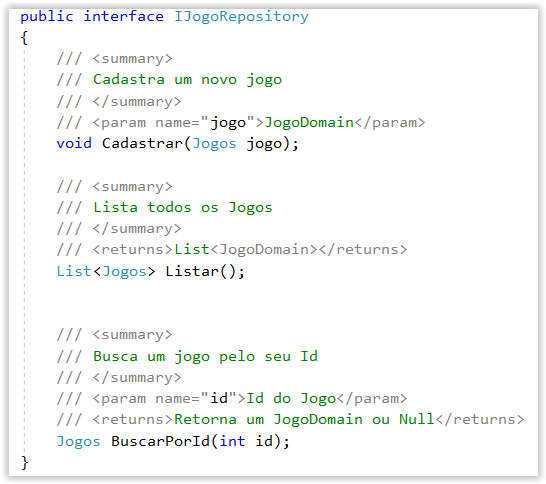 public interface IJogoRepository
{
/// <summary>
/// Cadastra um novo jogo
/// </summary>
/// <param name="jogo">JogoDomain</param>
void Cadastrar(Jogos jogo);
/// <summary>
/// Lista todos os Jogos
/// </summary>
/// <returns>List<JogoDomain></returns>
List<Jogos> Listar();
/// <summary>
/// Busca um jogo pelo seu Id
/// </summary>
/// <param name="id">Id do Jogo</param>
/// <returns>Retorna um JogoDomain ou Null</returns>
Jogos BuscarPorId(int id);
}